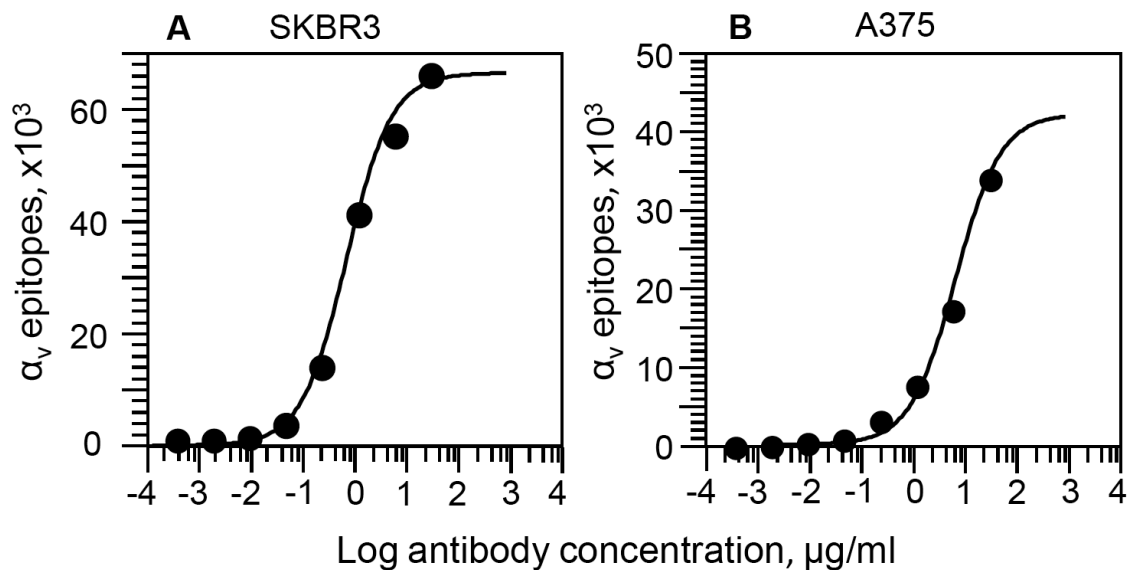 A SKBR3
B A375
αv epitopes, x10³
60
40
20
0
-4 -3 -2 -1 0 1 2 3 4
αv epitopes, x10³
50
40
30
20
10
0
-4 -3 -2 -1 0 1 2 3 4
Log antibody concentration, µg/ml